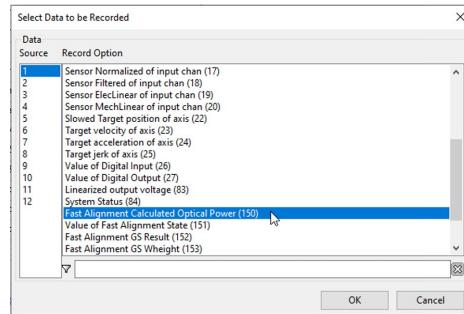 Select Data to be Recorded
Data
Source Record Option
1 Sensor Normalized of input chan (17)
2 Sensor Filtered of input chan (18)
3 Sensor ElecLinear of input chan (19)
4 Sensor MechLinear of input chan (20)
5 Slowed Target position of axis (22)
6 Target velocity of axis (23)
7 Target acceleration of axis (24)
8 Target jerk of axis (25)
9 Value of Digital Input (26)
10 Value of Digital Output (27)
11 Linearized output voltage (83)
12 System Status (84)
Fast Alignment Calculated Optical Power (150)
Value of Fast Alignment State (151)
Fast Alignment GS Result (152)
Fast Alignment GS Wheight (153)
OK Cancel